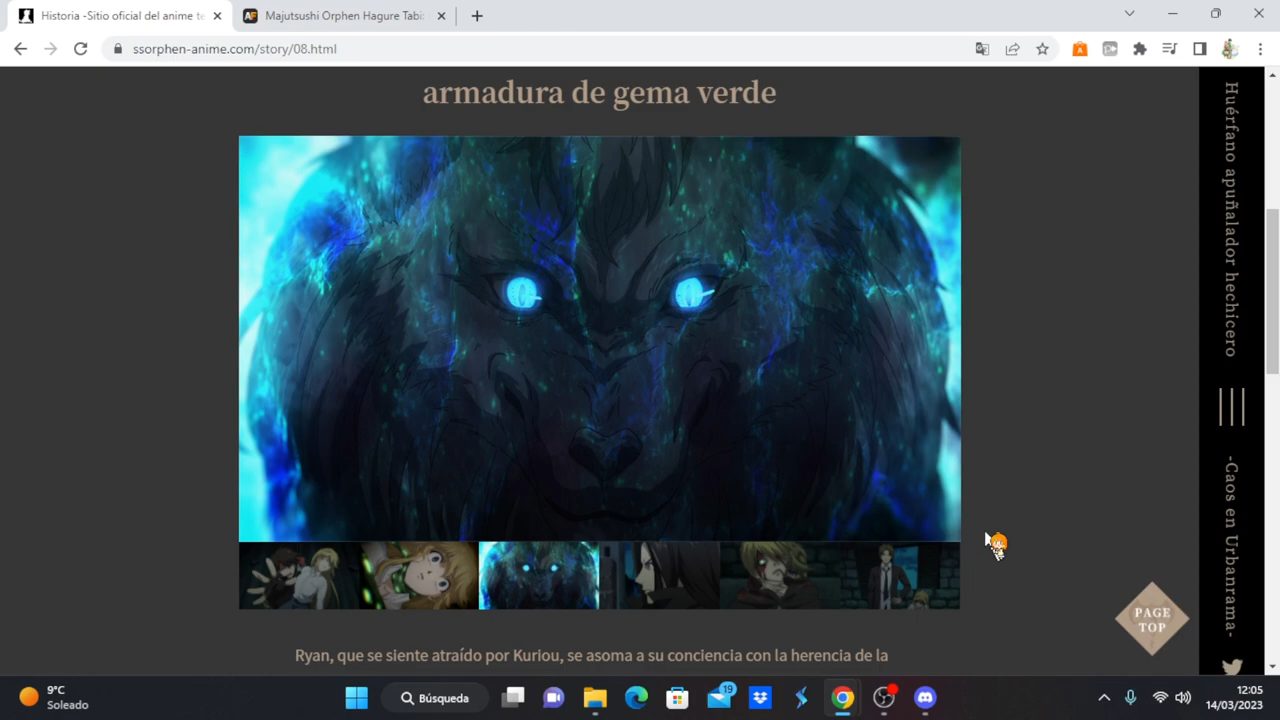 Historia -Sitio oficial del anime te
Majutsushi Orphen Hagure Tabi
ssorphen-anime.com/story/08.html
armadura de gema verde
Huérfano apuñalador hechicero
-Caos en Urbanrama-
PAGE
TOP
Ryan, que se siente atraído por Kuriou, se asoma a su conciencia con la herencia de la
9°C
Soleado
Búsqueda
19
12:05
14/03/2023